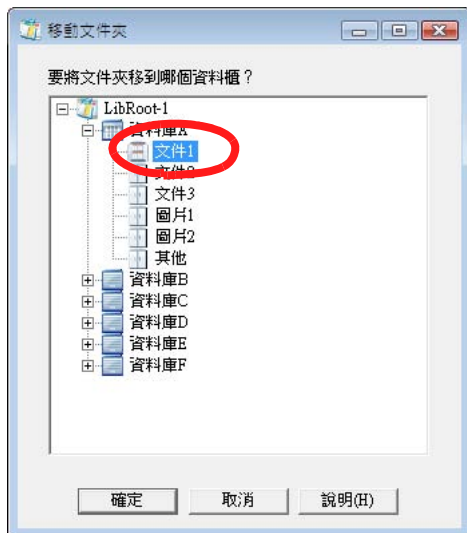 移動文件夾
要將文件夾移到哪個資料櫃？
LibRoot-1
資料庫A
文件1
文件2
文件3
圖片1
圖片2
其他
資料庫B
資料庫C
資料庫D
資料庫E
資料庫F
確定
取消
說明(H)